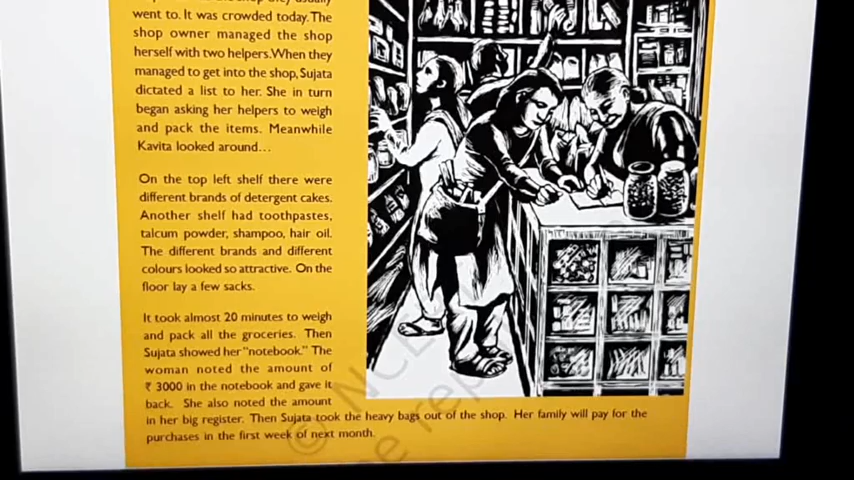 went to. It was crowded today. The
shop owner managed the shop
herself with two helpers. When they
managed to get into the shop, Sujata
dictated a list to her. She in turn
began asking her helpers to weigh
and pack the items. Meanwhile
Kavita looked around...
On the top left shelf there were
different brands of detergent cakes.
Another shelf had toothpastes,
talcum powder, shampoo, hair oil.
The different brands and different
colours looked so attractive. On the
floor lay a few sacks.
It took almost 20 minutes to weigh
and pack all the groceries. Then
Sujata showed her "notebook." The
woman noted the amount of
₹ 3000 in the notebook and gave it
back. She also noted the amount
in her big register. Then Sujata took the heavy bags out of the shop. Her family will pay for the
purchases in the first week of next month.